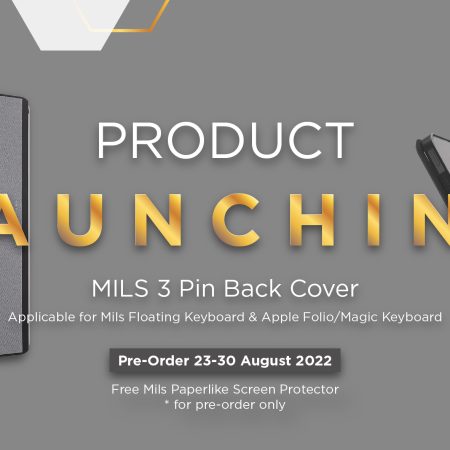 PRODUCT
AUNCHIN
MILS 3 Pin Back Cover
Applicable for Mils Floating Keyboard & Apple Folio/Magic Keyboard
Pre-Order 23-30 August 2022
Free Mils Paperlike Screen Protector
* for pre-order only